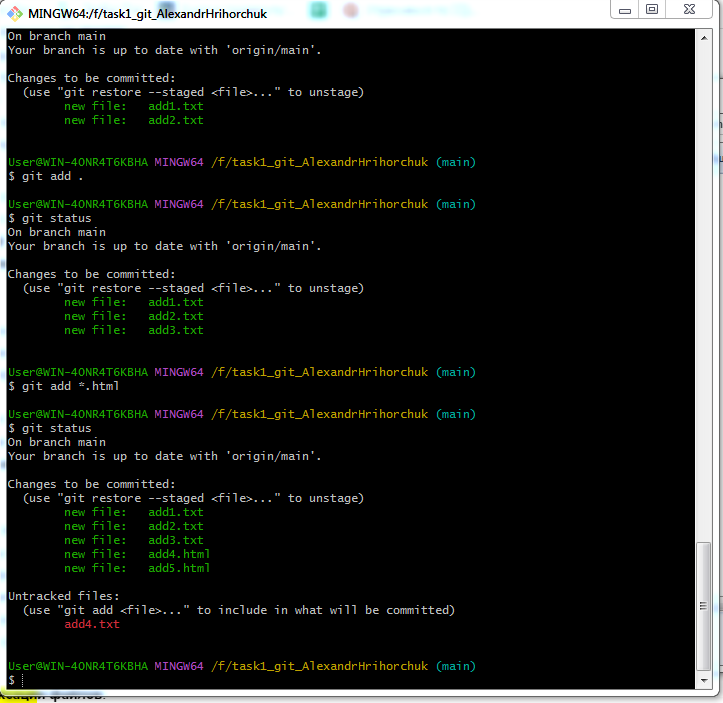 MINGW64:/f/task1_git_AlexandrHrihorchuk
On branch main
Your branch is up to date with 'origin/main'.
Changes to be committed:
  (use "git restore --staged <file>..." to unstage)
        new file:   add1.txt
        new file:   add2.txt
User@WIN-4ONR4T6KBHA MINGW64 /f/task1_git_AlexandrHrihorchuk (main)
$ git add .
User@WIN-4ONR4T6KBHA MINGW64 /f/task1_git_AlexandrHrihorchuk (main)
$ git status
On branch main
Your branch is up to date with 'origin/main'.
Changes to be committed:
  (use "git restore --staged <file>..." to unstage)
        new file:   add1.txt
        new file:   add2.txt
        new file:   add3.txt
User@WIN-4ONR4T6KBHA MINGW64 /f/task1_git_AlexandrHrihorchuk (main)
$ git add *.html
User@WIN-4ONR4T6KBHA MINGW64 /f/task1_git_AlexandrHrihorchuk (main)
$ git status
On branch main
Your branch is up to date with 'origin/main'.
Changes to be committed:
  (use "git restore --staged <file>..." to unstage)
        new file:   add1.txt
        new file:   add2.txt
        new file:   add3.txt
        new file:   add4.html
        new file:   add5.html
Untracked files:
  (use "git add <file>..." to include in what will be committed)
        add4.txt
User@WIN-4ONR4T6KBHA MINGW64 /f/task1_git_AlexandrHrihorchuk (main)
$
файлов.